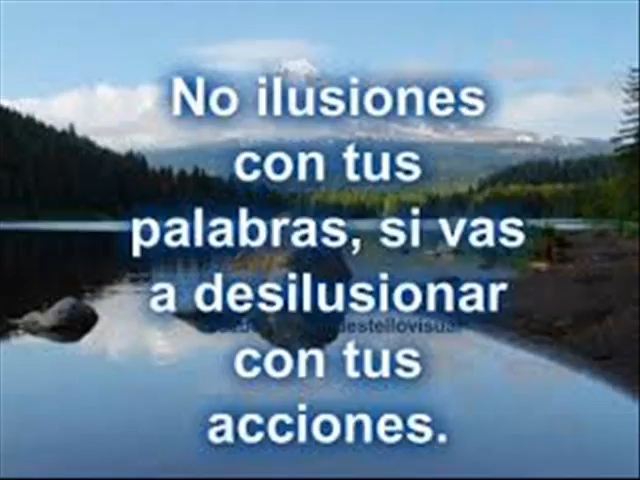 No ilusiones
con tus
palabras, si vas
a desilusionar
con tus
acciones.